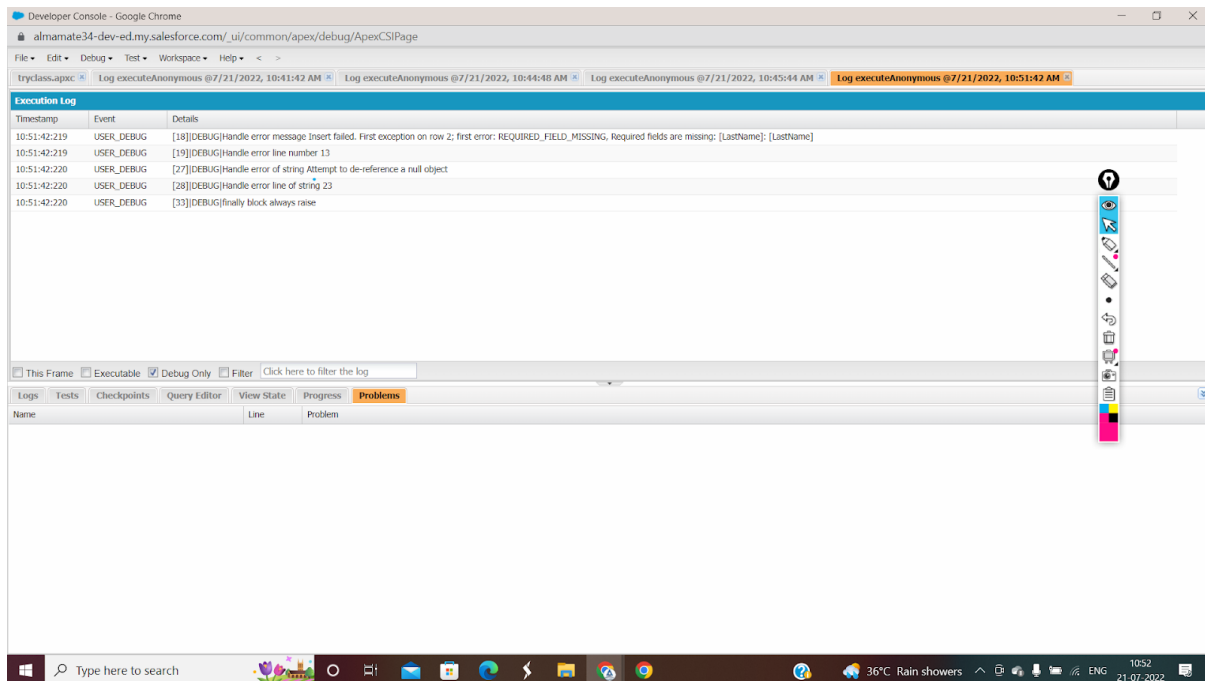 Developer Console - Google Chrome
almamate34-dev-ed.my.salesforce.com/_ui/common/apex/debug/ApexCSIPage
File Edit Debug Test Workspace Help < >
tryclass.apxc Log executeAnonymous @7/21/2022, 10:41:42 AM Log executeAnonymous @7/21/2022, 10:44:48 AM Log executeAnonymous @7/21/2022, 10:45:44 AM Log executeAnonymous @7/21/2022, 10:51:42 AM
Execution Log
Timestamp Event Details
10:51:42:219 USER_DEBUG [18]|DEBUG|Handle error message Insert failed. First exception on row 2; first error: REQUIRED_FIELD_MISSING, Required fields are missing: [LastName]: [LastName]
10:51:42:219 USER_DEBUG [19]|DEBUG|Handle error line number 13
10:51:42:220 USER_DEBUG [27]|DEBUG|Handle error of string Attempt to de-reference a null object
10:51:42:220 USER_DEBUG [28]|DEBUG|Handle error line of string 23
10:51:42:220 USER_DEBUG [33]|DEBUG|finally block always raise
This Frame Executable Debug Only Filter Click here to filter the log
Logs Tests Checkpoints Query Editor View State Progress Problems
Name Line Problem
Type here to search 36°C Rain showers ENG 10:52
21-07-2022